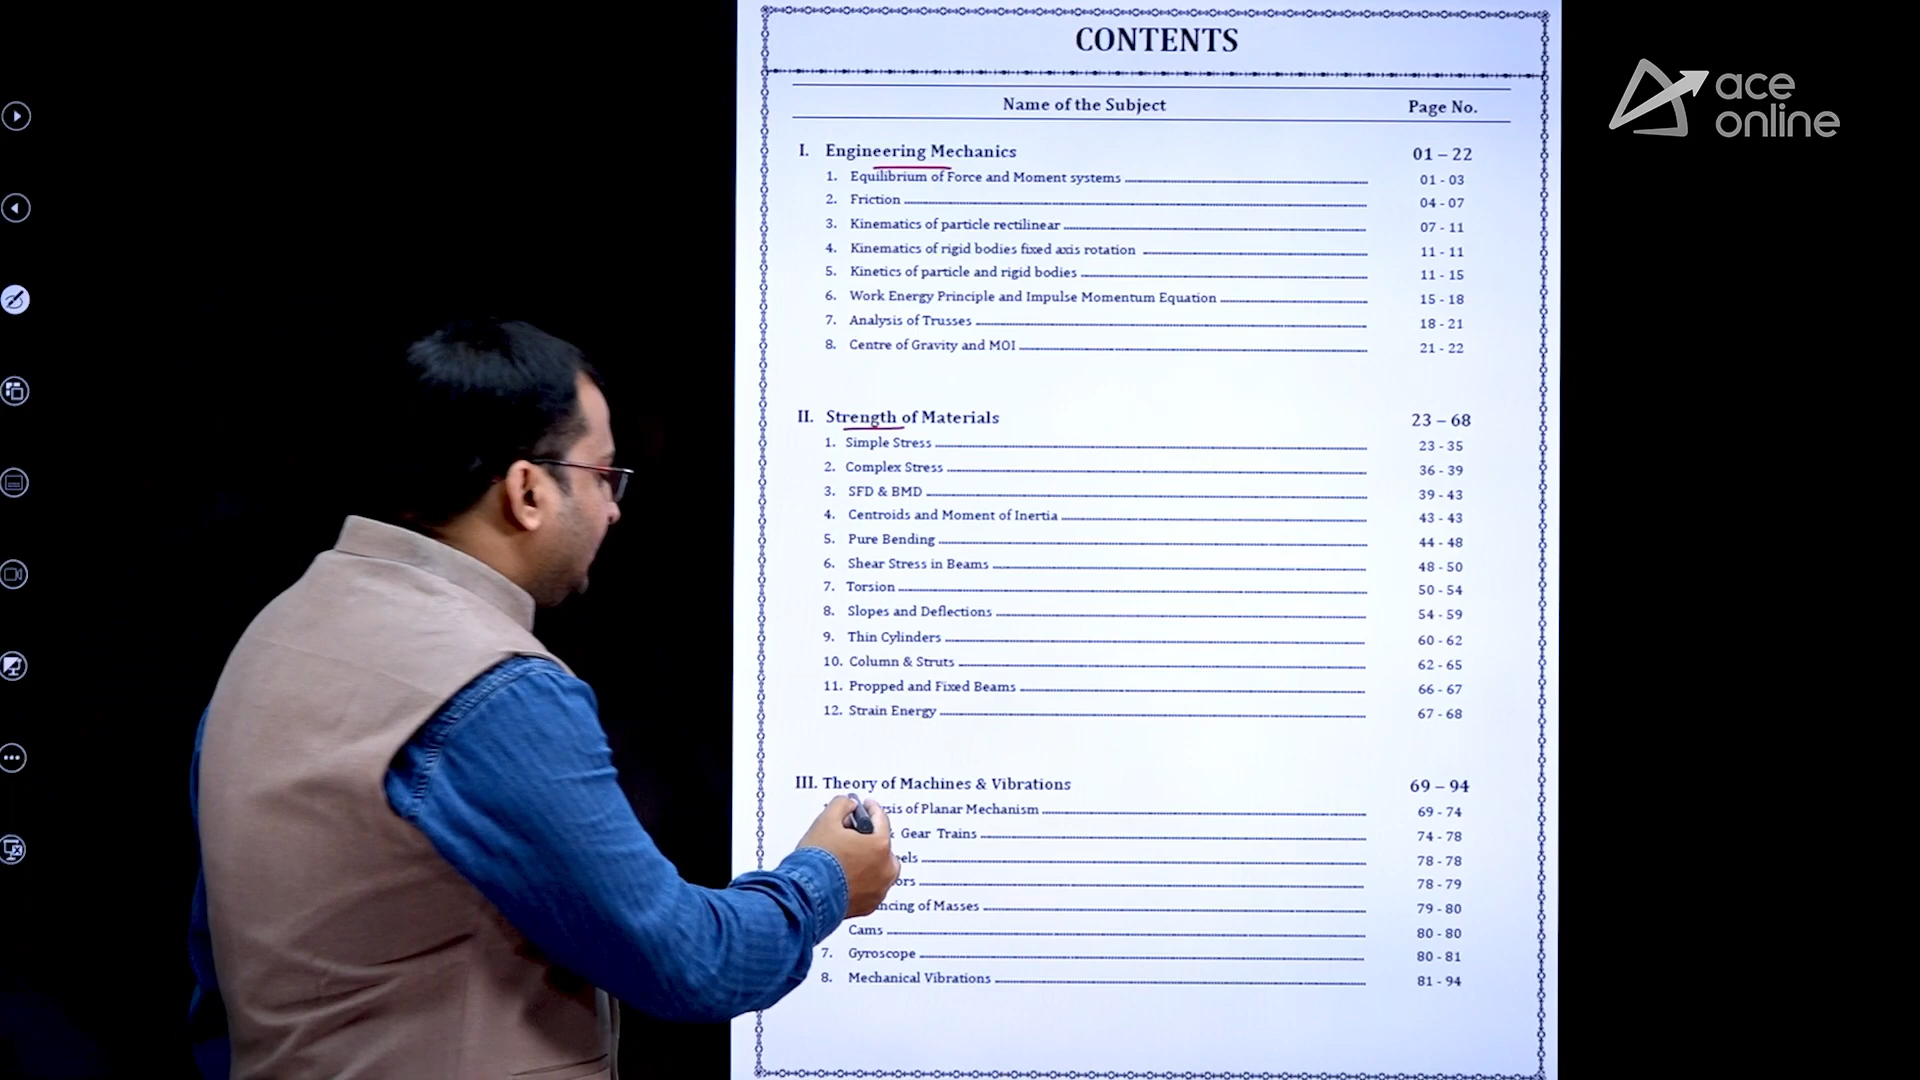 CONTENTS
Name of the Subject Page No.
I. Engineering Mechanics 01 – 22
1. Equilibrium of Force and Moment systems 01 - 03
2. Friction 04 - 07
3. Kinematics of particle rectilinear 07 - 11
4. Kinematics of rigid bodies fixed axis rotation 11 - 11
5. Kinetics of particle and rigid bodies 11 - 15
6. Work Energy Principle and Impulse Momentum Equation 15 - 18
7. Analysis of Trusses 18 - 21
8. Centre of Gravity and MOI 21 - 22
II. Strength of Materials 23 – 68
1. Simple Stress 23 - 35
2. Complex Stress 36 - 39
3. SFD & BMD 39 - 43
4. Centroids and Moment of Inertia 43 - 43
5. Pure Bending 44 - 48
6. Shear Stress in Beams 48 - 50
7. Torsion 50 - 54
8. Slopes and Deflections 54 - 59
9. Thin Cylinders 60 - 62
10. Column & Struts 62 - 65
11. Propped and Fixed Beams 66 - 67
12. Strain Energy 67 - 68
III. Theory of Machines & Vibrations 69 – 94
of Planar Mechanism 69 - 74
& Gear Trains 74 - 78
78 - 78
78 - 79
of Masses 79 - 80
Cams 80 - 80
7. Gyroscope 80 - 81
8. Mechanical Vibrations 81 - 94
ace
online